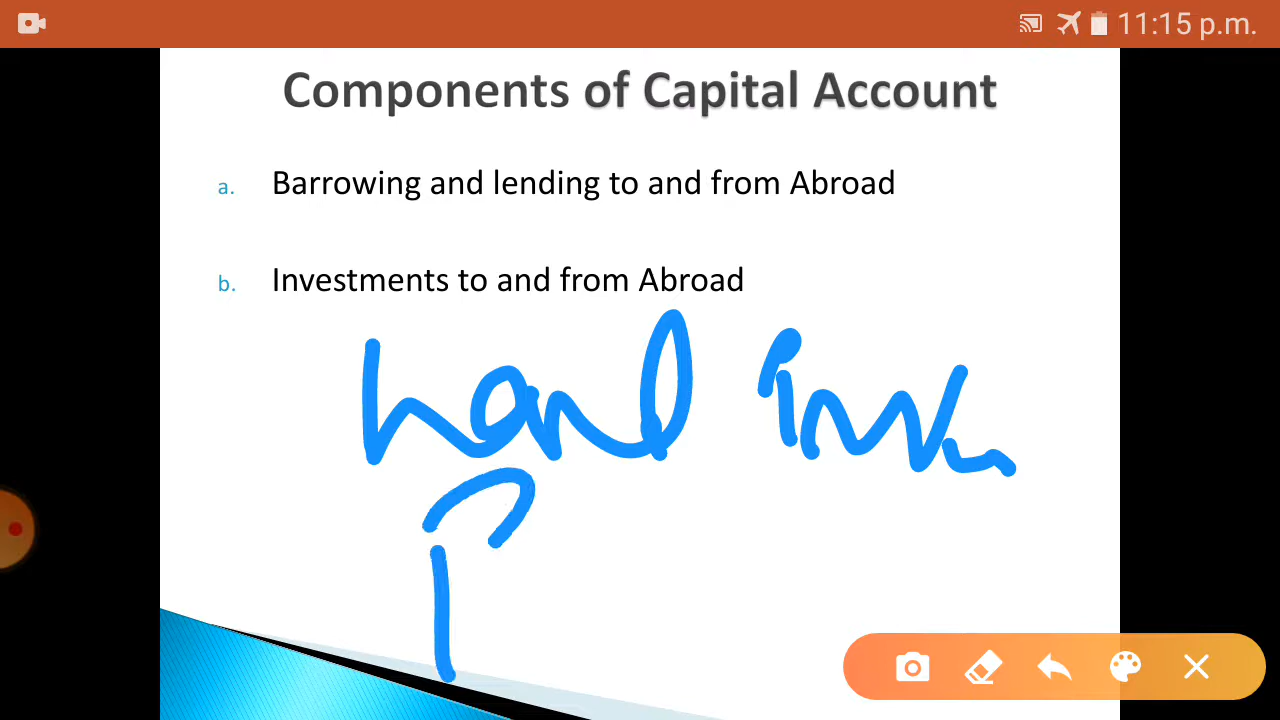 11:15 p.m.
Components of Capital Account
a. Barrowing and lending to and from Abroad
b. Investments to and from Abroad